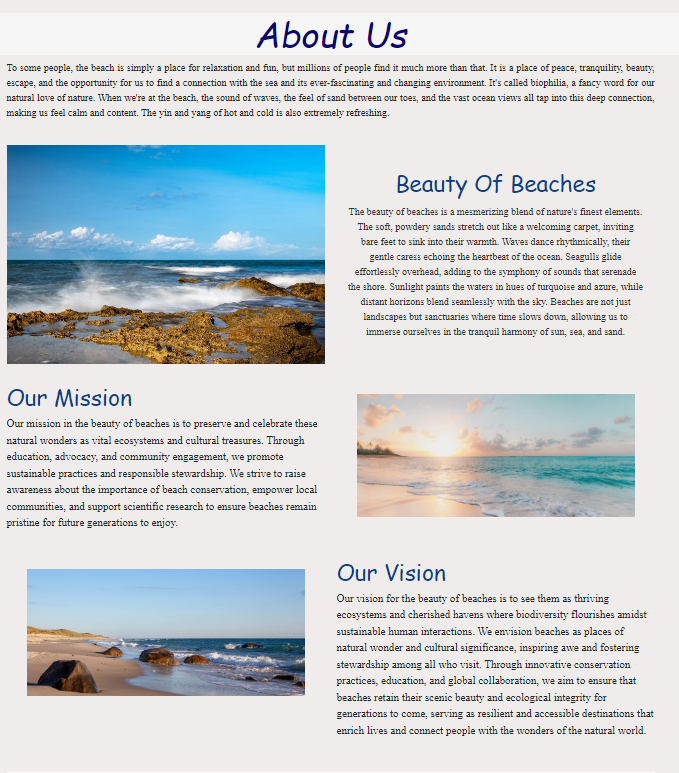 About Us
To some people, the beach is simply a place for relaxation and fun, but millions of people find it much more than that. It is a place of peace, tranquility, beauty,
escape, and the opportunity for us to find a connection with the sea and its ever-fascinating and changing environment. It's called biophilia, a fancy word for our
natural love of nature. When we're at the beach, the sound of waves, the feel of sand between our toes, and the vast ocean views all tap into this deep connection,
making us feel calm and content. The yin and yang of hot and cold is also extremely refreshing.
Beauty Of Beaches
The beauty of beaches is a mesmerizing blend of nature's finest elements.
The soft, powdery sands stretch out like a welcoming carpet, inviting
bare feet to sink into their warmth. Waves dance rhythmically, their
gentle caress echoing the heartbeat of the ocean. Seagulls glide
effortlessly overhead, adding to the symphony of sounds that serenade
the shore. Sunlight paints the waters in hues of turquoise and azure, while
distant horizons blend seamlessly with the sky. Beaches are not just
landscapes but sanctuaries where time slows down, allowing us to
immerse ourselves in the tranquil harmony of sun, sea, and sand.
Our Mission
Our mission in the beauty of beaches is to preserve and celebrate these
natural wonders as vital ecosystems and cultural treasures. Through
education, advocacy, and community engagement, we promote
sustainable practices and responsible stewardship. We strive to raise
awareness about the importance of beach conservation, empower local
communities, and support scientific research to ensure beaches remain
pristine for future generations to enjoy.
Our Vision
Our vision for the beauty of beaches is to see them as thriving
ecosystems and cherished havens where biodiversity flourishes amidst
sustainable human interactions. We envision beaches as places of
natural wonder and cultural significance, inspiring awe and fostering
stewardship among all who visit. Through innovative conservation
practices, education, and global collaboration, we aim to ensure that
beaches retain their scenic beauty and ecological integrity for
generations to come, serving as resilient and accessible destinations that
enrich lives and connect people with the wonders of the natural world.